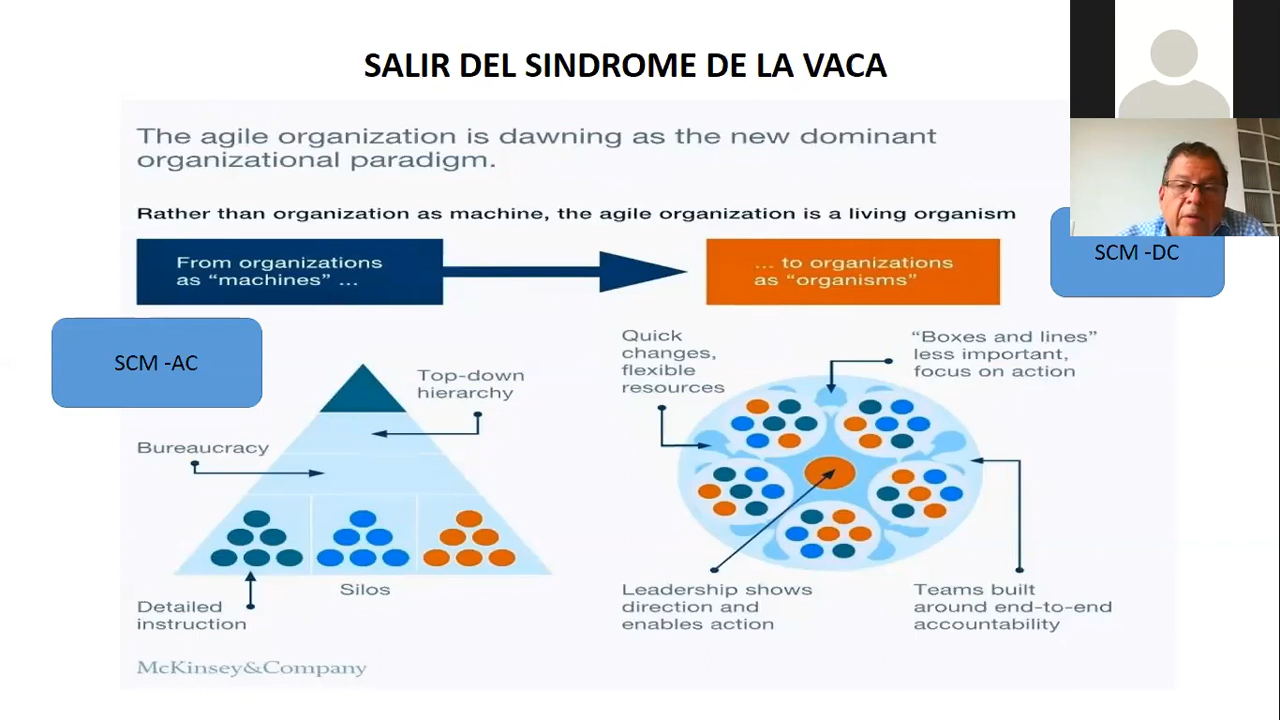 SALIR DEL SINDROME DE LA VACA
The agile organization is dawning as the new dominant
organizational paradigm.
Rather than organization as machine, the agile organization is a living organism
From organizations
as “machines” ...
... to organizations
as “organisms”
SCM -DC
SCM -AC
Top-down
hierarchy
Bureaucracy
Silos
Detailed
instruction
Quick
changes,
flexible
resources
“Boxes and lines”
less important,
focus on action
Leadership shows
direction and
enables action
Teams built
around end-to-end
accountability
McKinsey&Company